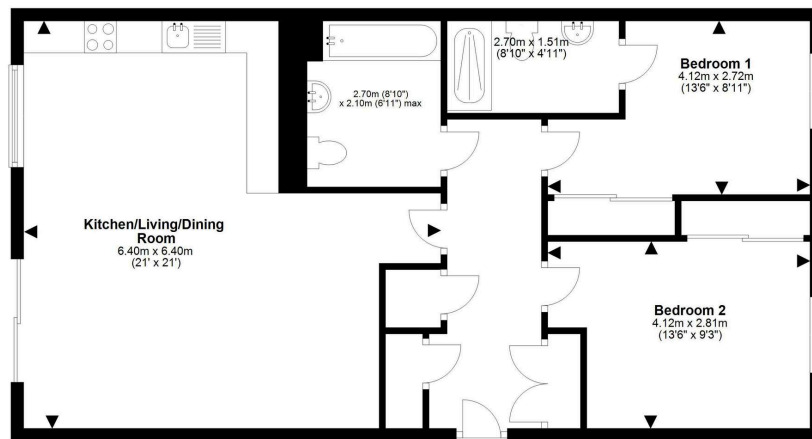 2.70m x 1.51m
(8'10" x 4'11")
Bedroom 1
4.12m x 2.72m
(13'6" x 8'11")
2.70m (8'10")
x 2.10m (6'11") max
Kitchen/Living/Dining
Room
6.40m x 6.40m
(21' x 21')
Bedroom 2
4.12m x 2.81m
(13'6" x 9'3")